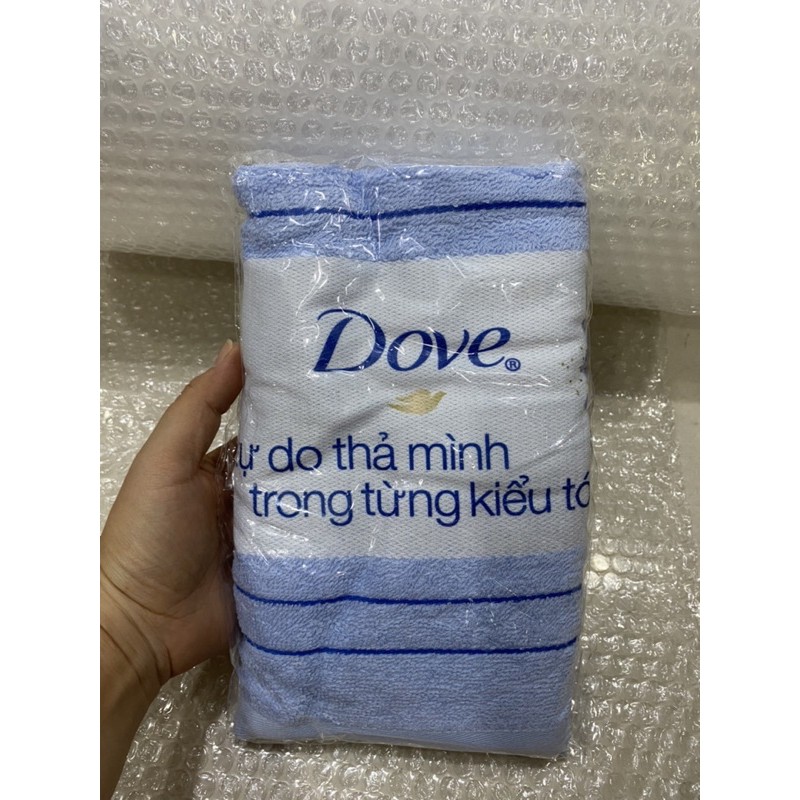 Dove®
ự do thả mình
trong từng kiểu tó